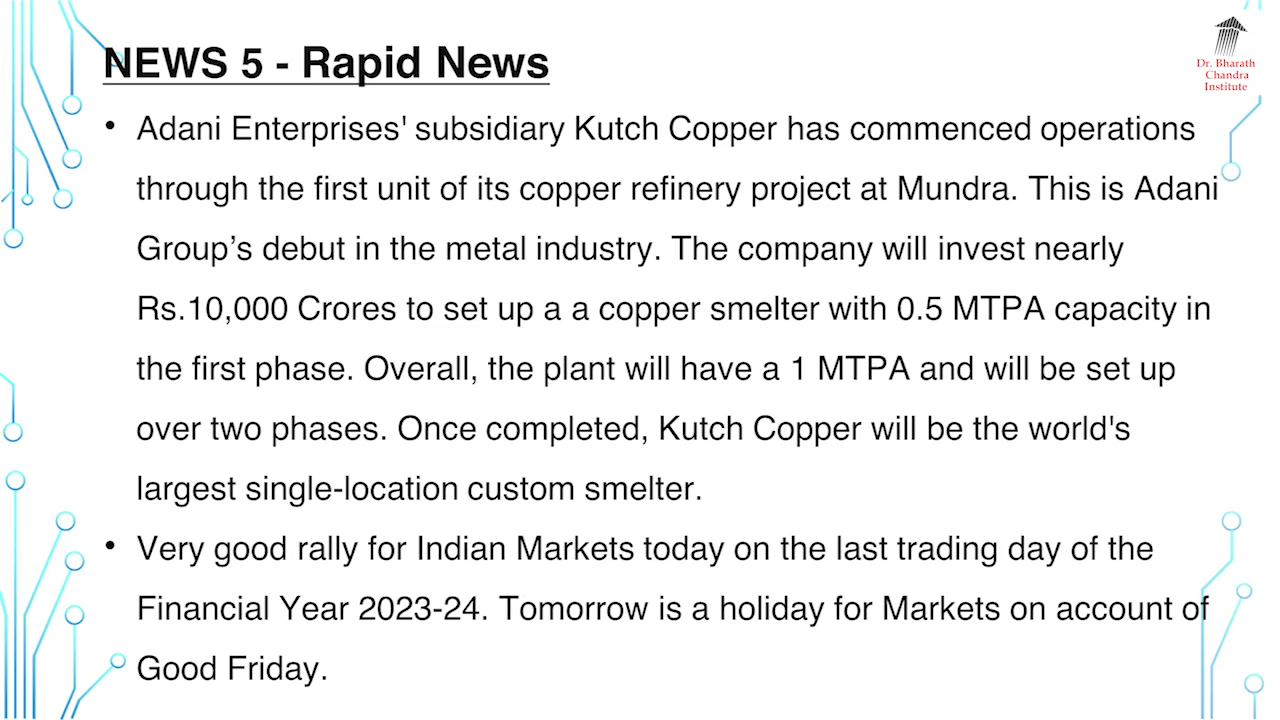 NEWS 5 - Rapid News
Dr. Bharath
Chandra
Institute
• Adani Enterprises' subsidiary Kutch Copper has commenced operations
through the first unit of its copper refinery project at Mundra. This is Adani
Group’s debut in the metal industry. The company will invest nearly
Rs.10,000 Crores to set up a a copper smelter with 0.5 MTPA capacity in
the first phase. Overall, the plant will have a 1 MTPA and will be set up
over two phases. Once completed, Kutch Copper will be the world's
largest single-location custom smelter.
• Very good rally for Indian Markets today on the last trading day of the
Financial Year 2023-24. Tomorrow is a holiday for Markets on account of
Good Friday.